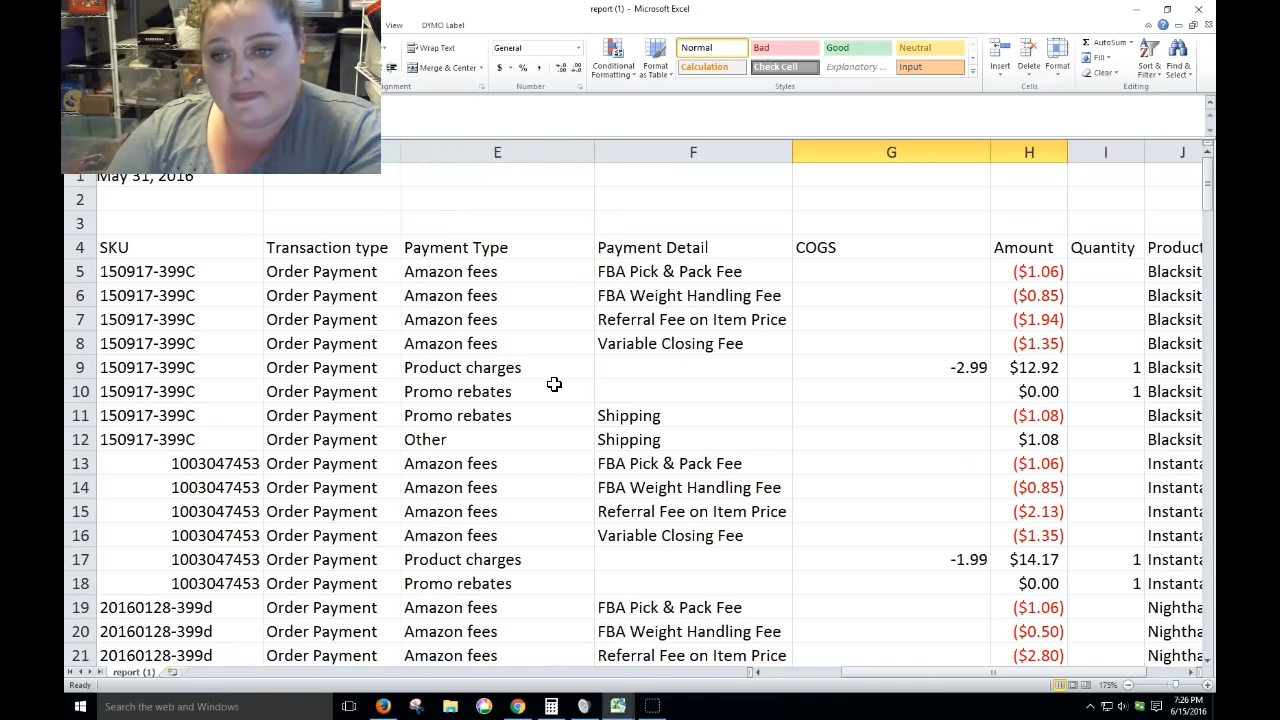 report (1) - Microsoft Excel
View DYMO Label
Wrap Text General Normal Bad Good Neutral AutoSum
Conditional Format Insert Delete Format Fill Sort & Find &
Merge & Center $ % , Formatting as Table Calculation Check Cell Explanatory ... Input Clear Filter Select
Number Styles Cells Editing
E F G H I J
1 May 31, 2016
2
3
4 SKU Transaction type Payment Type Payment Detail COGS Amount Quantity Product
5 150917-399C Order Payment Amazon fees FBA Pick & Pack Fee ($1.06) Blacksit
6 150917-399C Order Payment Amazon fees FBA Weight Handling Fee ($0.85) Blacksit
7 150917-399C Order Payment Amazon fees Referral Fee on Item Price ($1.94) Blacksit
8 150917-399C Order Payment Amazon fees Variable Closing Fee ($1.35) Blacksit
9 150917-399C Order Payment Product charges -2.99 $12.92 1 Blacksit
10 150917-399C Order Payment Promo rebates $0.00 1 Blacksit
11 150917-399C Order Payment Promo rebates Shipping ($1.08) Blacksit
12 150917-399C Order Payment Other Shipping $1.08 Blacksit
13 1003047453 Order Payment Amazon fees FBA Pick & Pack Fee ($1.06) Instanta
14 1003047453 Order Payment Amazon fees FBA Weight Handling Fee ($0.85) Instanta
15 1003047453 Order Payment Amazon fees Referral Fee on Item Price ($2.13) Instanta
16 1003047453 Order Payment Amazon fees Variable Closing Fee ($1.35) Instanta
17 1003047453 Order Payment Product charges -1.99 $14.17 1 Instanta
18 1003047453 Order Payment Promo rebates $0.00 1 Instanta
19 20160128-399d Order Payment Amazon fees FBA Pick & Pack Fee ($1.06) Nightha
20 20160128-399d Order Payment Amazon fees FBA Weight Handling Fee ($0.50) Nightha
21 20160128-399d Order Payment Amazon fees Referral Fee on Item Price ($2.80) Nightha
report (1)
Ready 175%
Search the web and Windows 7:26 PM
6/15/2016